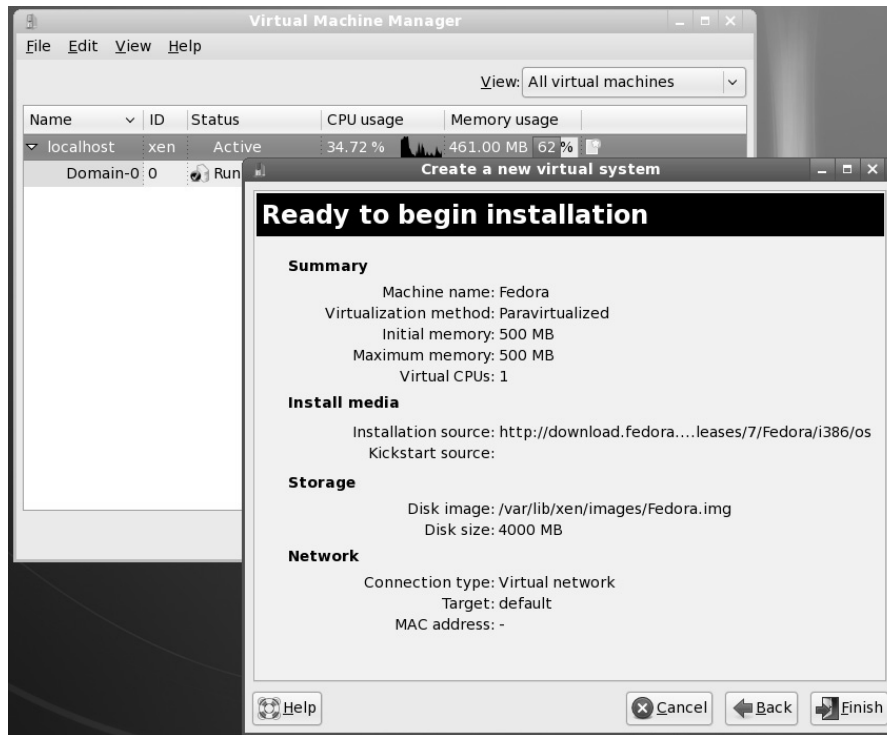 Virtual Machine Manager
File Edit View Help
View: All virtual machines
Name ID Status CPU usage Memory usage
localhost xen Active 34.72 % 461.00 MB 62 %
Domain-0 0 Run
Create a new virtual system
Ready to begin installation
Summary
Machine name: Fedora
Virtualization method: Paravirtualized
Initial memory: 500 MB
Maximum memory: 500 MB
Virtual CPUs: 1
Install media
Installation source: http://download.fedora....leases/7/Fedora/i386/os
Kickstart source:
Storage
Disk image: /var/lib/xen/images/Fedora.img
Disk size: 4000 MB
Network
Connection type: Virtual network
Target: default
MAC address: -
Help Cancel Back Finish